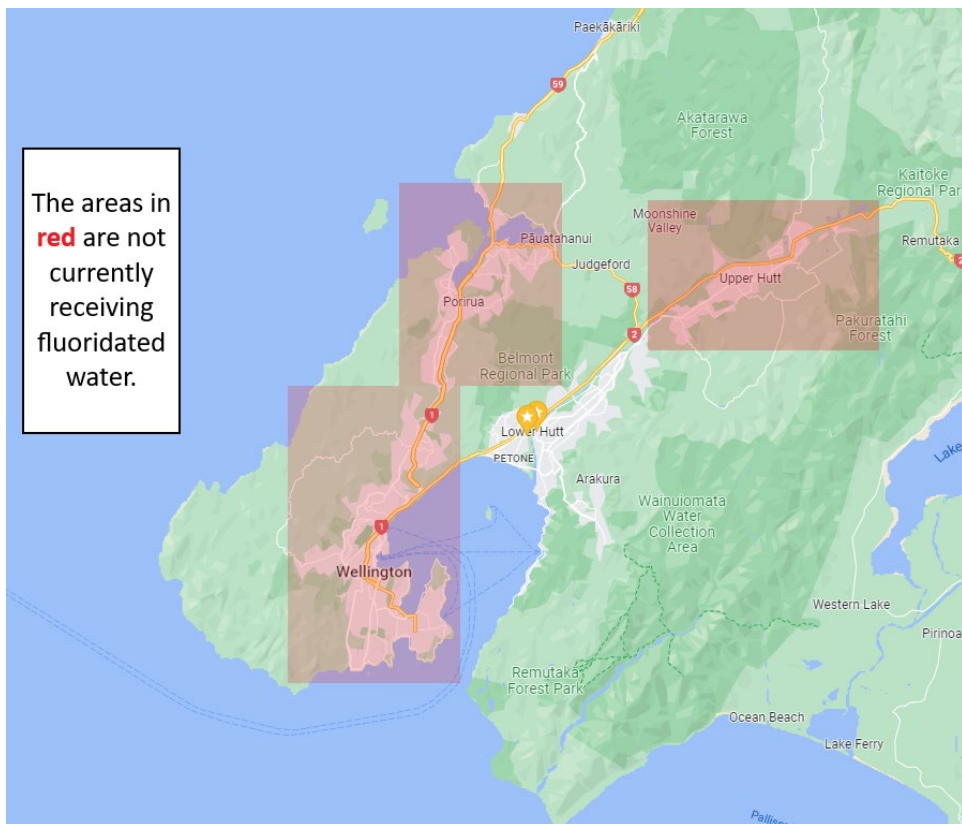 Paekākāriki
59
Akatarawa
Forest
The areas in
red are not
currently
receiving
fluoridated
water.
Kaitoke
Regional Park
Moonshine
Valley
Pāuatahanui
Judgeford
Remutaka
2
Upper Hutt
58
Porirua
2
Pakuratahi
Forest
Belmont
Regional Park
1
Lower Hutt
PETONE
Lake
Arakura
Wainuiomata
Water
Collection
Area
1
Wellington
Western Lake
Pirinoa
Remutaka
Forest Park
Ocean Beach
Lake Ferry
Pallis